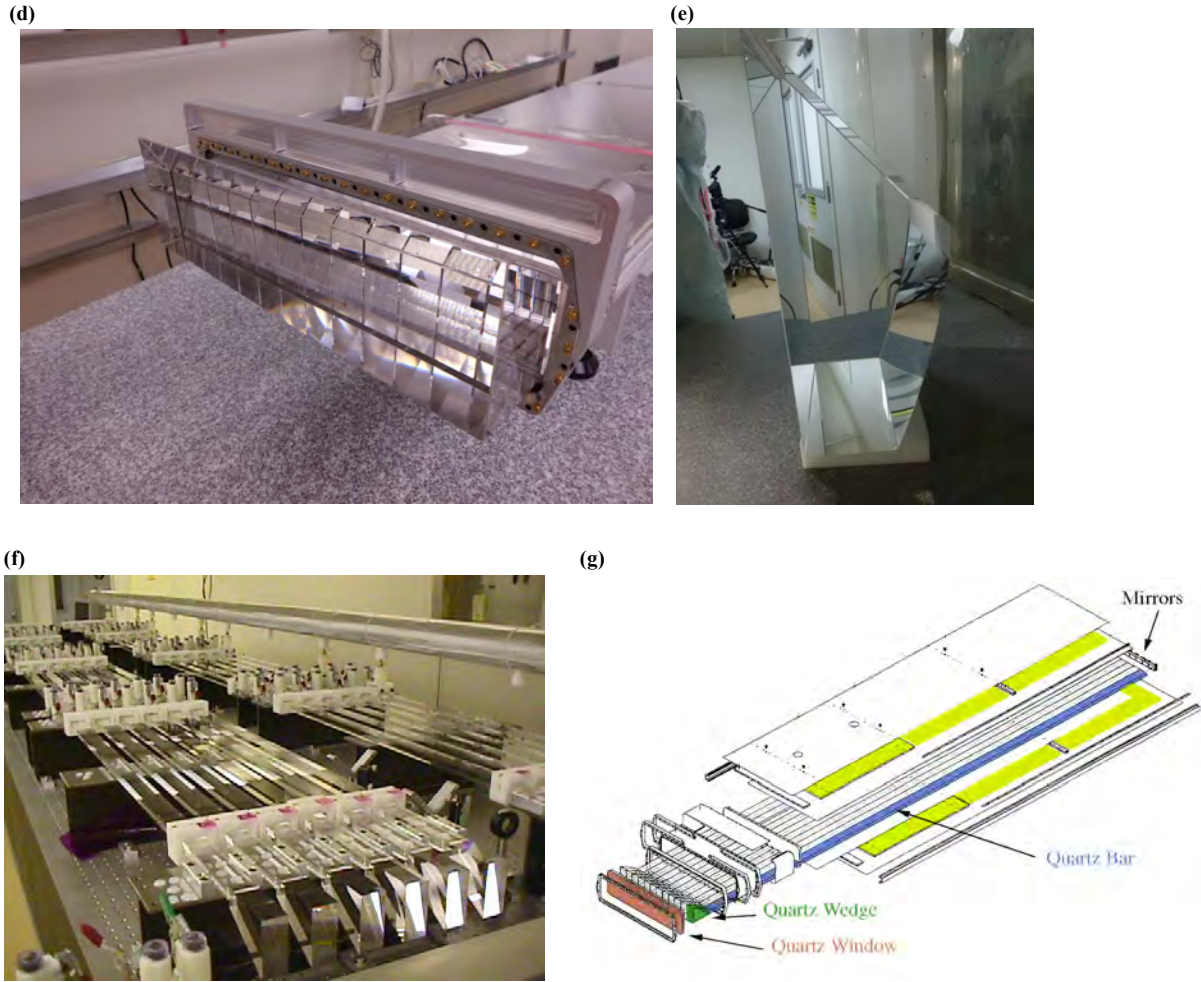 (d)
(e)
(f)
(g)
Mirrors
Quartz Bar
Quartz Wedge
Quartz Window